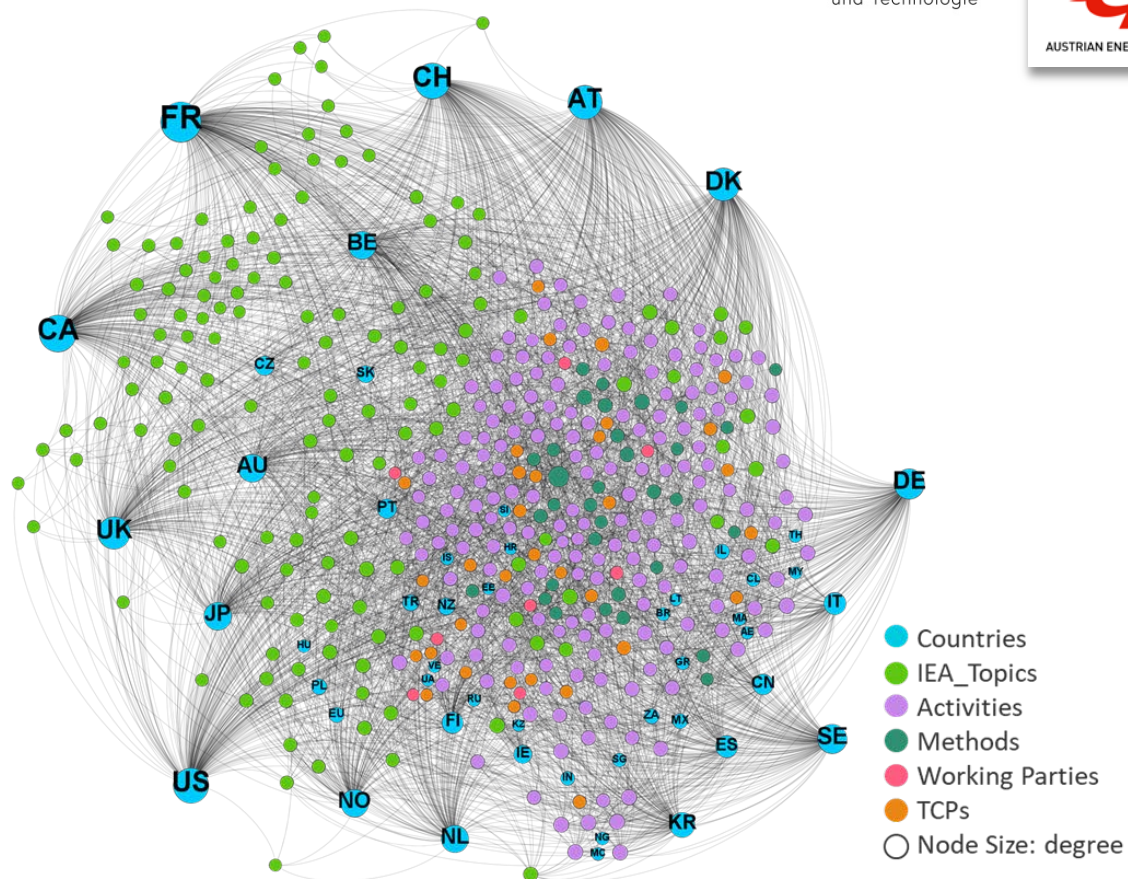 und Technologie
AUSTRIAN ENE
CH
AT
FR
DK
BE
CA
CZ
SK
AU
DE
PT
SI
UK
TH
HR
IL
IS
MY
CL
EE
TR
NZ
LT
IT
JP
BR
MA
AE
HU
GR
VE
UA
CN
PL
RU
EU
ZA
MX
FI
KZ
SE
ES
IE
SG
IN
US
NO
KR
NL
NG
MC
Countries
IEA_Topics
Activities
Methods
Working Parties
TCPs
Node Size: degree